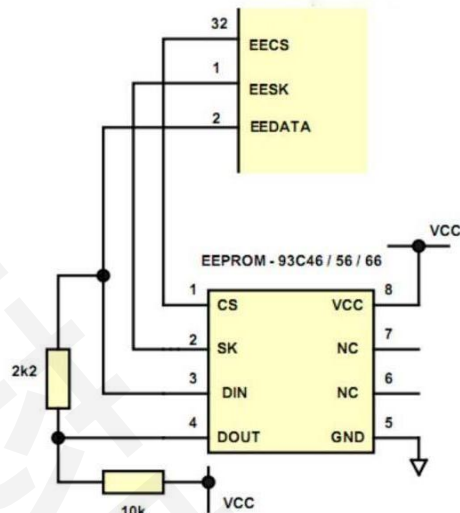 32
EECS
1
EESK
2
EEDATA
VCC
EEPROM - 93C46 / 56 / 66
1
CS
VCC
8
2
SK
NC
7
2k2
3
DIN
NC
6
4
DOUT
GND
5
10k
VCC